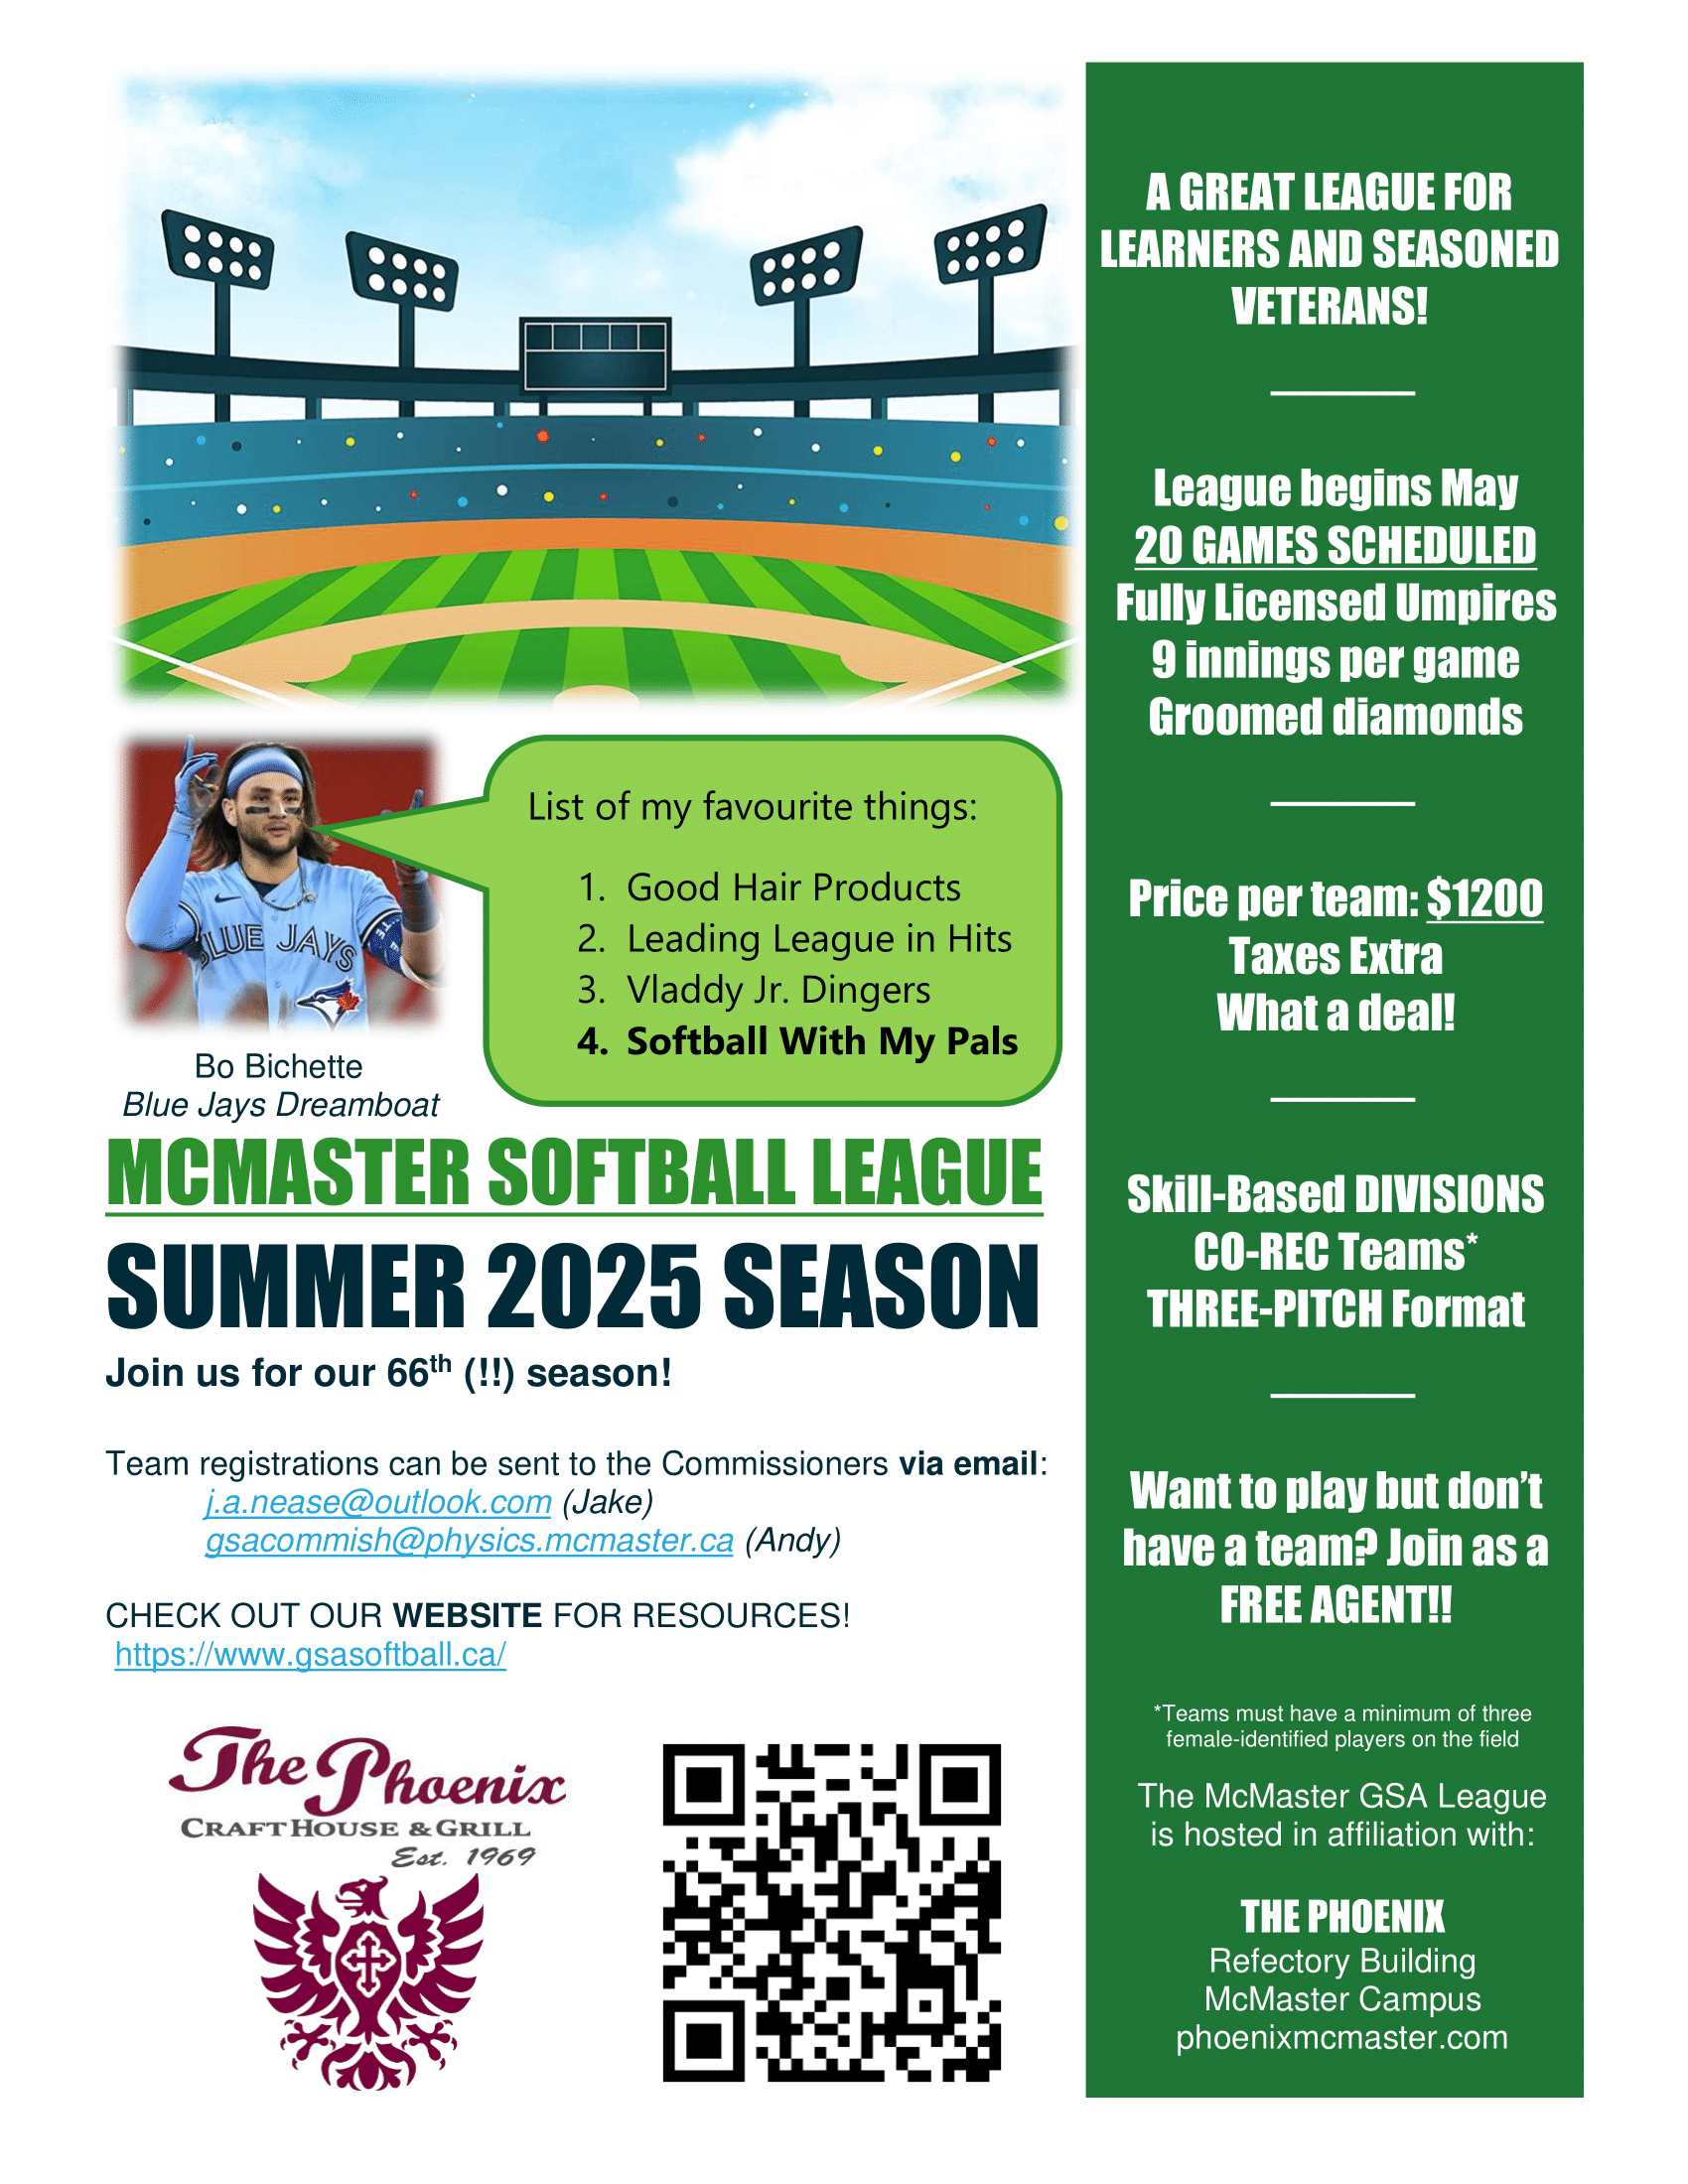 BLUE JAYS
List of my favourite things:
1. Good Hair Products
2. Leading League in Hits
3. Vladdy Jr. Dingers
4. Softball With My Pals
Bo Bichette
Blue Jays Dreamboat
MCMASTER SOFTBALL LEAGUE
SUMMER 2025 SEASON
Join us for our 66th (!!) season!
Team registrations can be sent to the Commissioners via email:
j.a.nease@outlook.com (Jake)
gsacommish@physics.mcmaster.ca (Andy)
CHECK OUT OUR WEBSITE FOR RESOURCES!
https://www.gsasoftball.ca/
The Phoenix
CRAFT HOUSE & GRILL
Est. 1969
A GREAT LEAGUE FOR
LEARNERS AND SEASONED
VETERANS!
League begins May
20 GAMES SCHEDULED
Fully Licensed Umpires
9 innings per game
Groomed diamonds
Price per team: $1200
Taxes Extra
What a deal!
Skill-Based DIVISIONS
CO-REC Teams*
THREE-PITCH Format
Want to play but don't
have a team? Join as a
FREE AGENT!!
*Teams must have a minimum of three
female-identified players on the field
The McMaster GSA League
is hosted in affiliation with:
THE PHOENIX
Refectory Building
McMaster Campus
phoenixmcmaster.com